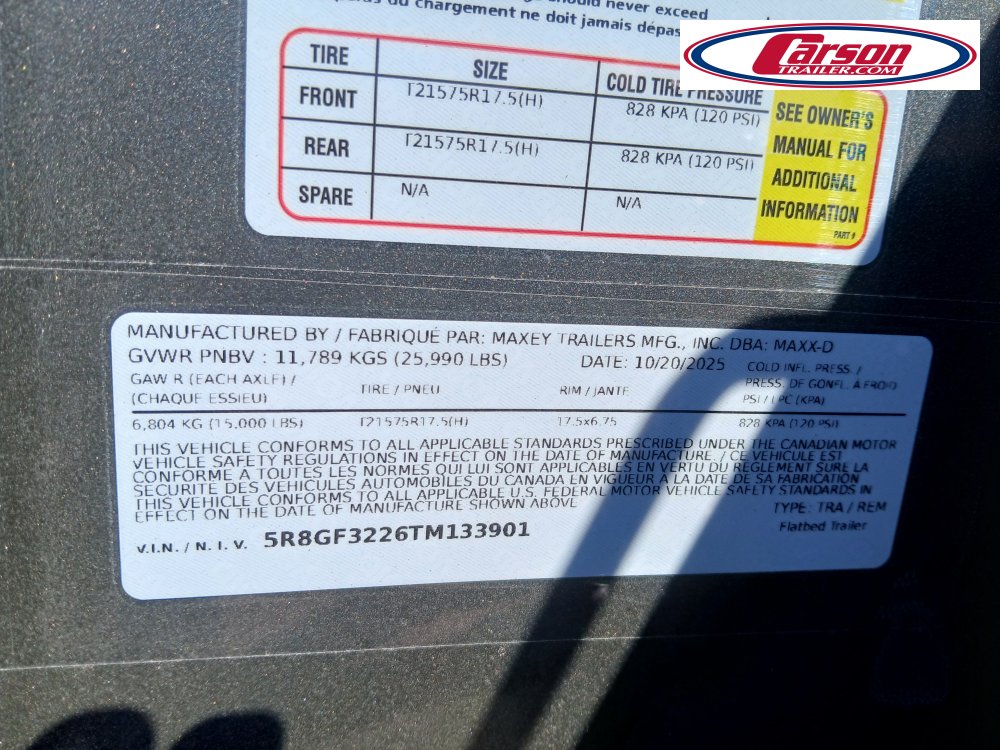 should never exceed
du chargement ne doit jamais
Carson
TRAILER.COM
TIRE SIZE COLD TIRE PRESSURE
FRONT T21575R17.5(H) 828 KPA (120 PSI)
REAR T21575R17.5(H) 828 KPA (120 PSI)
SPARE N/A N/A
SEE OWNER'S
MANUAL FOR
ADDITIONAL
INFORMATION
PART #
MANUFACTURED BY / FABRIQUÉ PAR: MAXEY TRAILERS MFG., INC. DBA: MAXX-D
GVWR PNBV : 11,789 KGS (25,990 LBS) DATE: 10/20/2025
GAW R (EACH AXLE) / TIRE / PNEU RIM / JANTE COLD INFL. PRESS. /
(CHAQUE ESSIEU) PRESS. DE GONFL. A FROID
PSI / LPC (KPA)
6,804 KG (15,000 LBS) T21575R17.5(H) 17.5x6.75 828 KPA (120 PSI)
THIS VEHICLE CONFORMS TO ALL APPLICABLE STANDARDS PRESCRIBED UNDER THE CANADIAN MOTOR
VEHICLE SAFETY REGULATIONS IN EFFECT ON THE DATE OF MANUFACTURE. / CE VEHICULE EST
CONFORME A TOUTES LES NORMES QUI LUI SONT APPLICABLES EN VERTU DU REGLEMENT SURE LA
SECURITE DES VEHICULES AUTOMOBILES DU CANADA EN VIGUEUR A LA DATE DE SA FABRICATION
THIS VEHICLE CONFORMS TO ALL APPLICABLE U.S. FEDERAL MOTOR VEHICLE SAFETY STANDARDS IN
EFFECT ON THE DATE OF MANUFACTURE SHOWN ABOVE
TYPE: TRA / REM
Flatbed Trailer
V.I.N. / N. I. V. 5R8GF3226TM133901